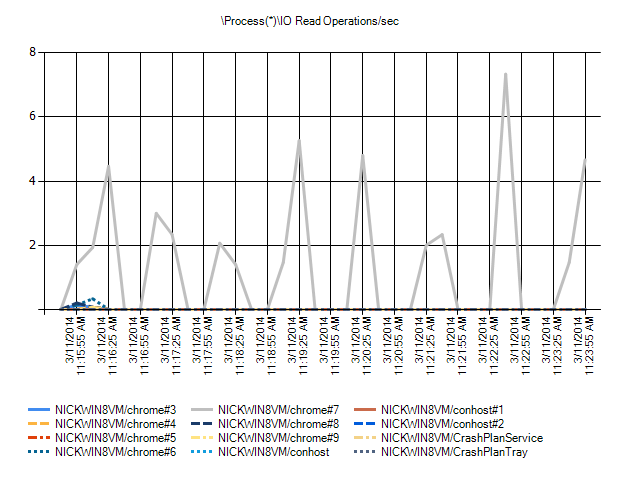 \Process(*)\IO Read Operations/sec
8
6
4
2
3/11/2014
11:15:55 AM
3/11/2014
11:16:25 AM
3/11/2014
11:16:55 AM
3/11/2014
11:17:25 AM
3/11/2014
11:17:55 AM
3/11/2014
11:18:25 AM
3/11/2014
11:18:55 AM
3/11/2014
11:19:25 AM
3/11/2014
11:19:55 AM
3/11/2014
11:20:25 AM
3/11/2014
11:20:55 AM
3/11/2014
11:21:25 AM
3/11/2014
11:21:55 AM
3/11/2014
11:22:25 AM
3/11/2014
11:22:55 AM
3/11/2014
11:23:25 AM
3/11/2014
11:23:55 AM
NICKWIN8VM/chrome#3 NICKWIN8VM/chrome#7 NICKWIN8VM/conhost#1
NICKWIN8VM/chrome#4 NICKWIN8VM/chrome#8 NICKWIN8VM/conhost#2
NICKWIN8VM/chrome#5 NICKWIN8VM/chrome#9 NICKWIN8VM/CrashPlanService
NICKWIN8VM/chrome#6 NICKWIN8VM/conhost NICKWIN8VM/CrashPlanTray